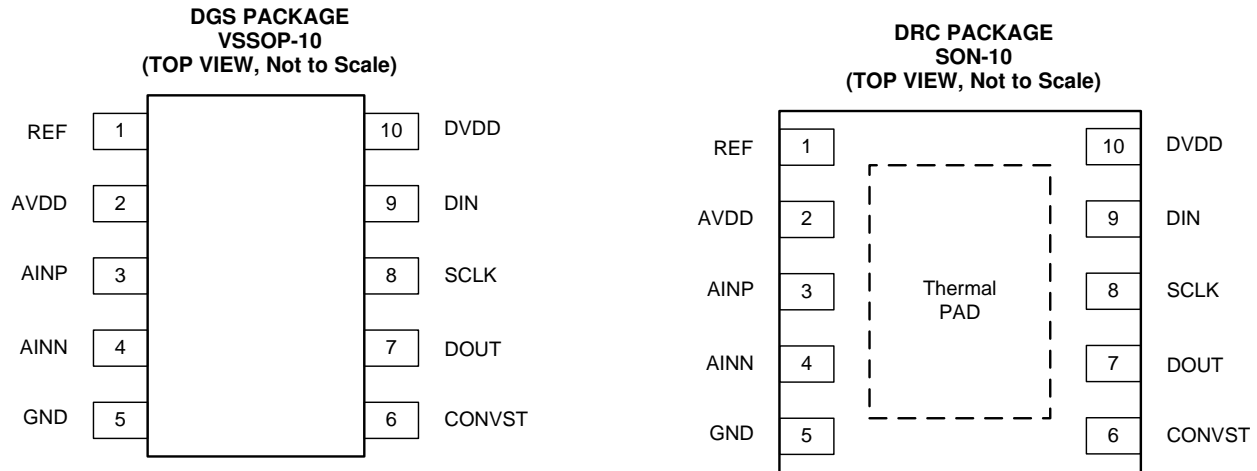 DGS PACKAGE
VSSOP-10
(TOP VIEW, Not to Scale)
REF 1 10 DVDD
AVDD 2 9 DIN
AINP 3 8 SCLK
AINN 4 7 DOUT
GND 5 6 CONVST
DRC PACKAGE
SON-10
(TOP VIEW, Not to Scale)
REF 1 10 DVDD
AVDD 2 9 DIN
AINP 3 Thermal 8 SCLK
PAD
AINN 4 7 DOUT
GND 5 6 CONVST